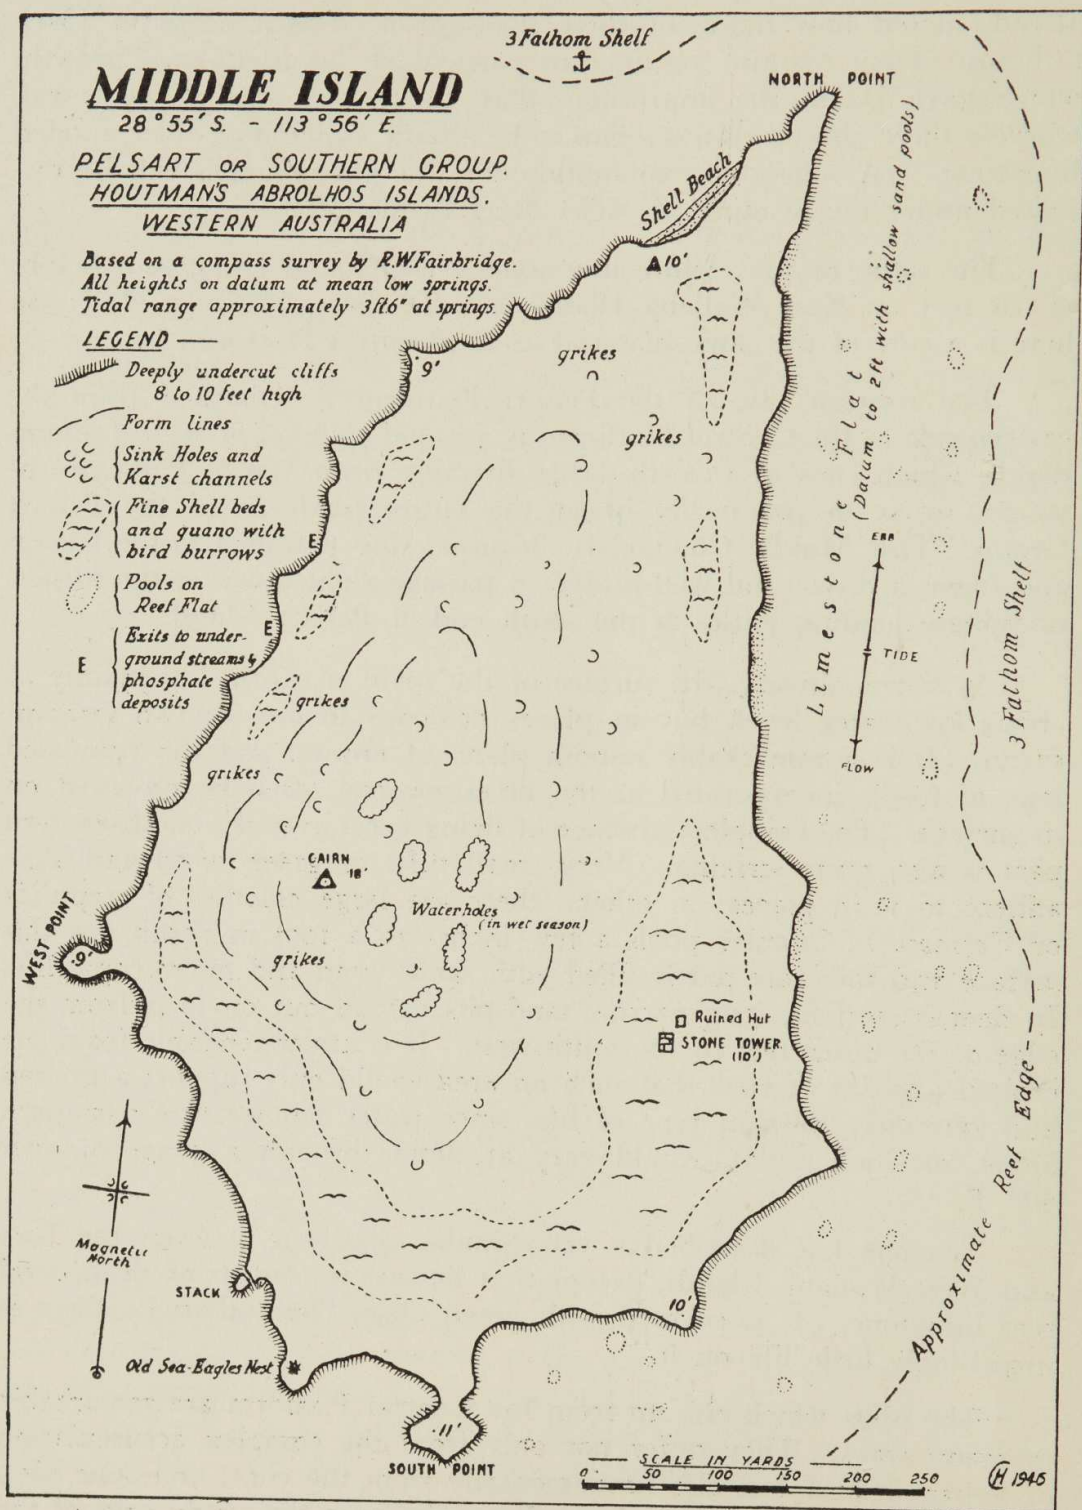 3 Fathom Shelf
MIDDLE ISLAND
28°55'S. - 113°56' E.
PELSART OR SOUTHERN GROUP.
HOUTMAN'S ABROLHOS ISLANDS.
WESTERN AUSTRALIA
Based on a compass survey by R.W.Fairbridge.
All heights on datum at mean low springs.
Tidal range approximately 3ft.6" at springs.
LEGEND
Deeply undercut cliffs
8 to 10 feet high
Form lines
Sink Holes and
Karst channels
Fine Shell beds
and guano with
bird burrows
Pools on
Reef Flat
E
Exits to under-
ground streams &
phosphate
deposits
NORTH POINT
Shell Beach
10'
9'
grikes
grikes
E
E
grikes
grikes
CAIRN 18'
Waterholes
(in wet season)
grikes
WEST POINT
9'
Ruined Hut
STONE TOWER
(10')
Limestone Flat
(Datum to 2ft with shallow sand pools)
EBB
TIDE
FLOW
3 Fathom Shelf
Approximate Reef Edge
Magnetic
North
STACK
Old Sea-Eagles Nest
10'
11'
SOUTH POINT
SCALE IN YARDS
0 50 100 150 200 250
CH 1946